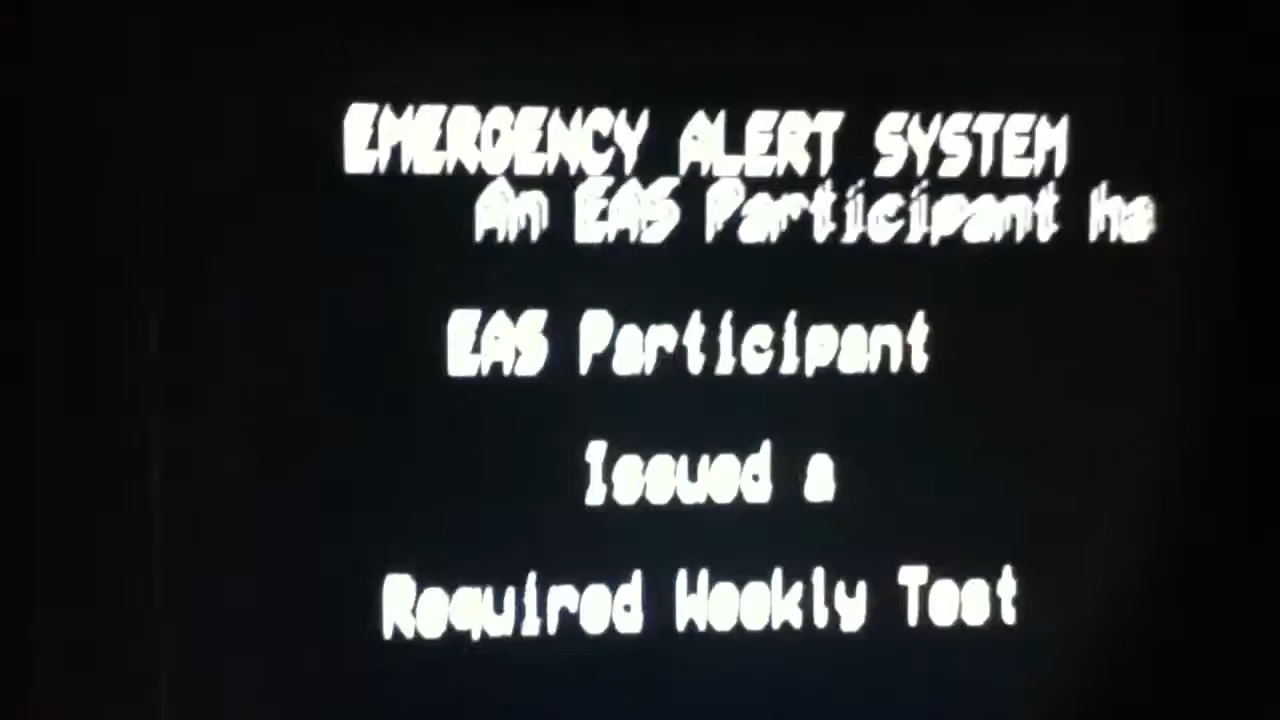 EMERGENCY ALERT SYSTEM
An EAS Participant ha
EAS Participant
Issued a
Required Weekly Test